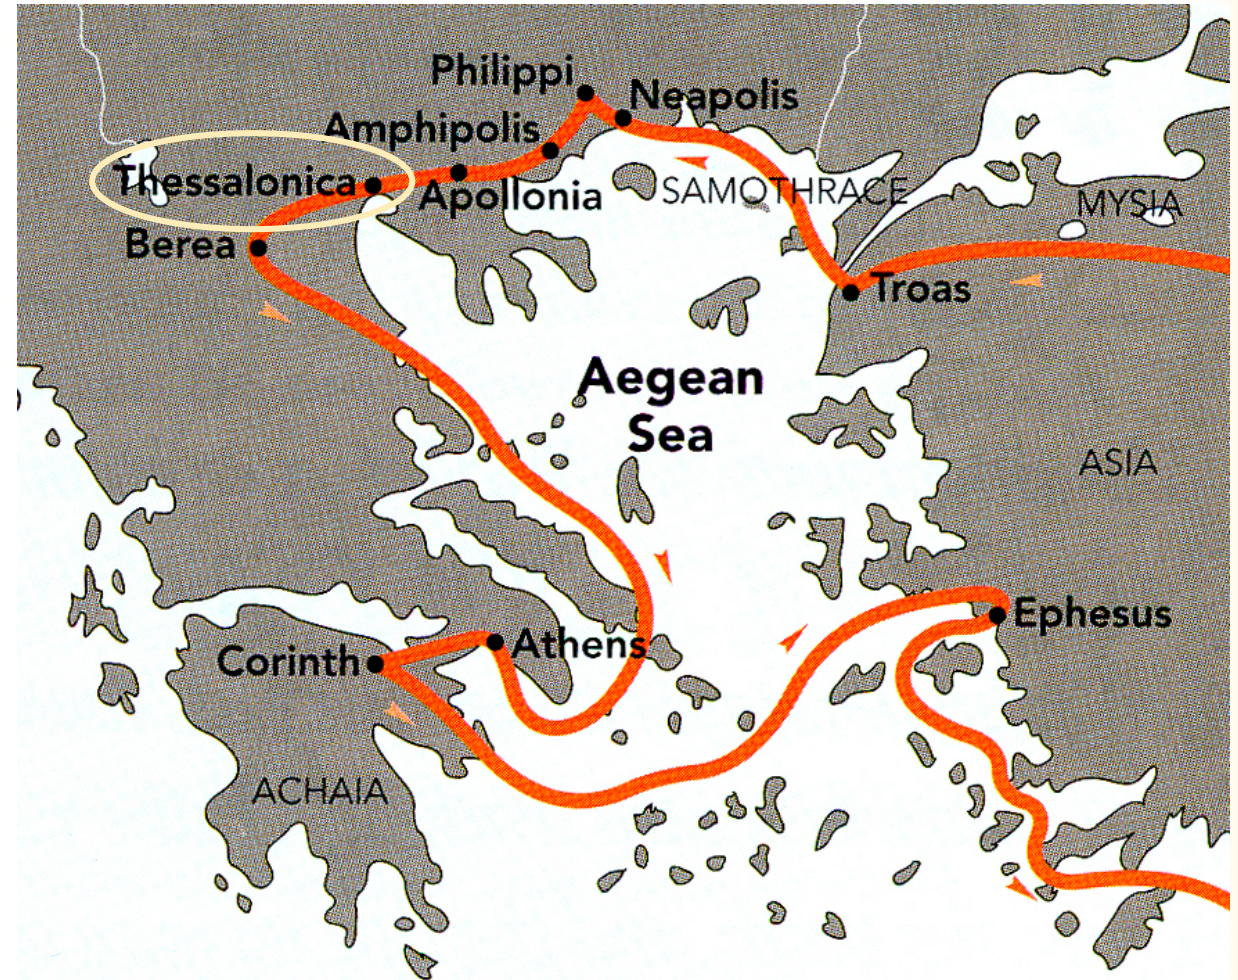 Philippi
Neapolis
Amphipolis
Thessalonica
Apollonia
SAMOTHRACE
MYSIA
Berea
Troas
Aegean
Sea
ASIA
Ephesus
Athens
Corinth
ACHAIA